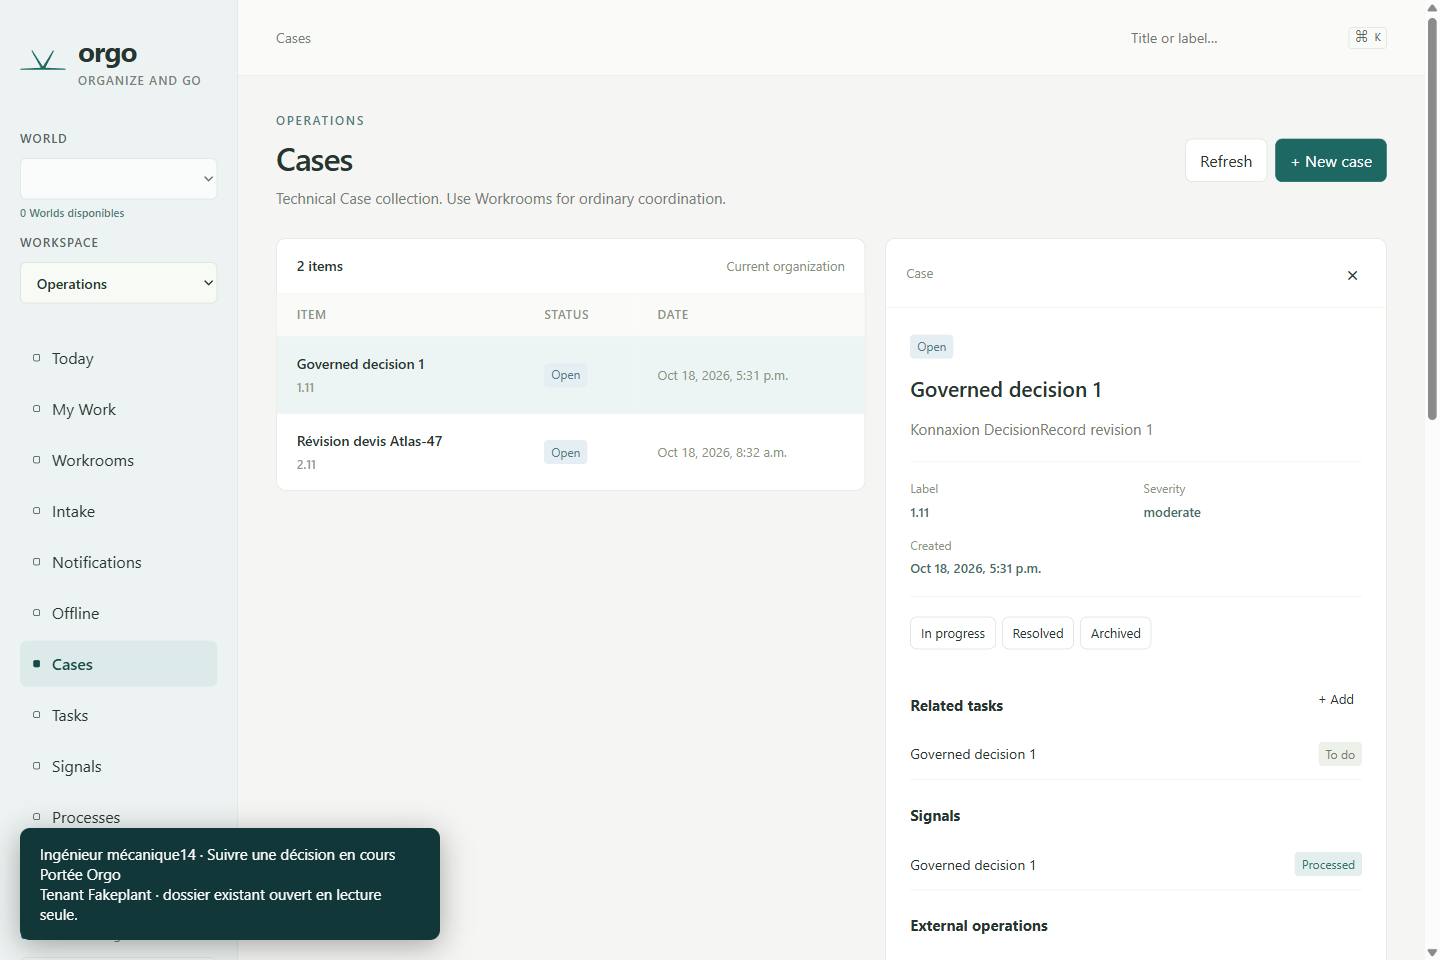 orgo
ORGANIZE AND GO
WORLD
0 Worlds disponibles
WORKSPACE
Operations
Today
My Work
Workrooms
Intake
Notifications
Offline
Cases
Tasks
Signals
Processes
Ingénieur mécanique14 · Suivre une décision en cours
Portée Orgo
Tenant Fakeplant · dossier existant ouvert en lecture
seule.
Cases
Title or label...
⌘ K
OPERATIONS
Cases
Technical Case collection. Use Workrooms for ordinary coordination.
Refresh
+ New case
2 items
Current organization
ITEM STATUS DATE
Governed decision 1
1.11
Open
Oct 18, 2026, 5:31 p.m.
Révision devis Atlas-47
2.11
Open
Oct 18, 2026, 8:32 a.m.
Case
×
Open
Governed decision 1
Konnaxion DecisionRecord revision 1
Label
1.11
Severity
moderate
Created
Oct 18, 2026, 5:31 p.m.
In progress
Resolved
Archived
Related tasks
+ Add
Governed decision 1
To do
Signals
Governed decision 1
Processed
External operations